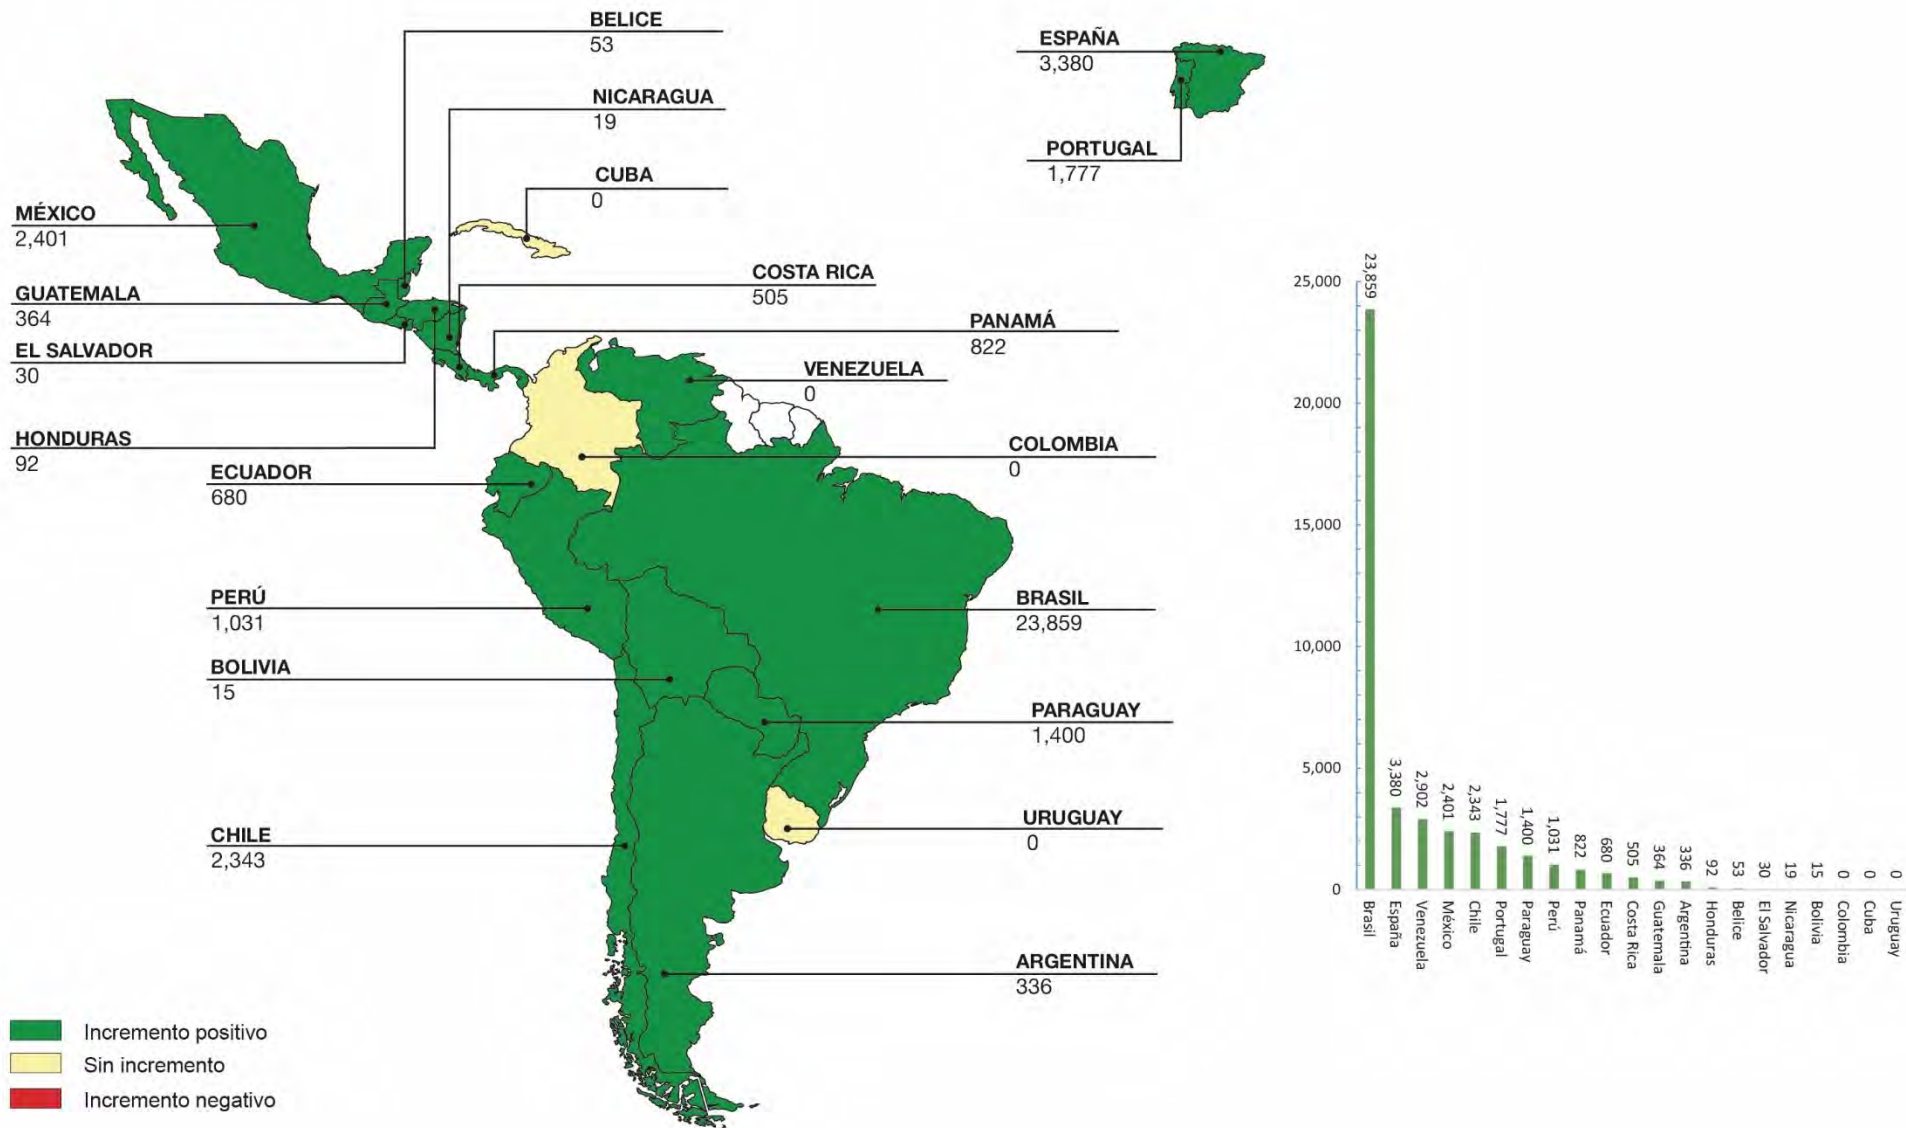 BELICE
53
ESPAÑA
3,380
NICARAGUA
19
PORTUGAL
1,777
CUBA
0
MÉXICO
2,401
COSTA RICA
505
GUATEMALA
364
PANAMÁ
822
EL SALVADOR
30
VENEZUELA
0
HONDURAS
92
COLOMBIA
0
ECUADOR
680
PERÚ
1,031
BRASIL
23,859
BOLIVIA
15
PARAGUAY
1,400
CHILE
2,343
URUGUAY
0
ARGENTINA
336
Incremento positivo
Sin incremento
Incremento negativo
25,000
20,000
15,000
10,000
5,000
0
23,859
3,380
2,902
2,401
2,343
1,777
1,400
1,031
822
680
505
364
336
92
53
30
19
15
0
0
0
Brasil
España
Venezuela
México
Chile
Portugal
Paraguay
Perú
Panamá
Ecuador
Costa Rica
Guatemala
Argentina
Honduras
Belice
El Salvador
Nicaragua
Bolivia
Colombia
Cuba
Uruguay